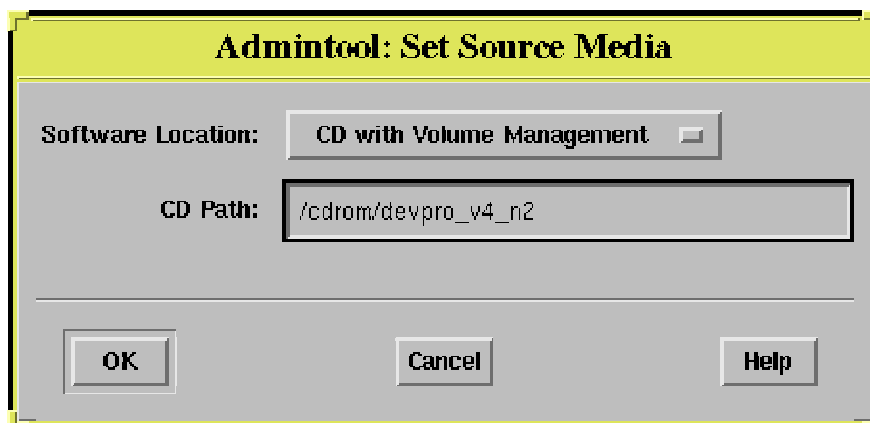 Admintool: Set Source Media
Software Location: CD with Volume Management
CD Path: /cdrom/devpro_v4_n2
OK Cancel Help